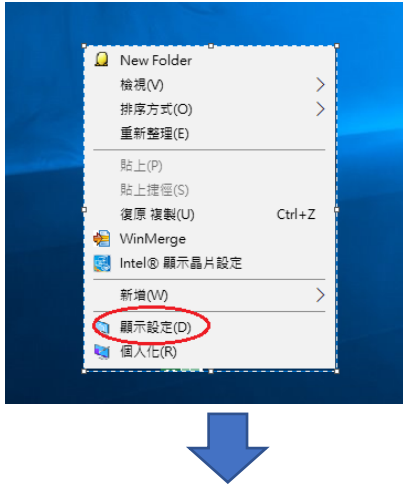 New Folder
檢視(V)
排序方式(O)
重新整理(E)
貼上(P)
貼上捷徑(S)
復原 複製(U) Ctrl+Z
WinMerge
Intel® 顯示晶片設定
新增(W)
顯示設定(D)
個人化(R)